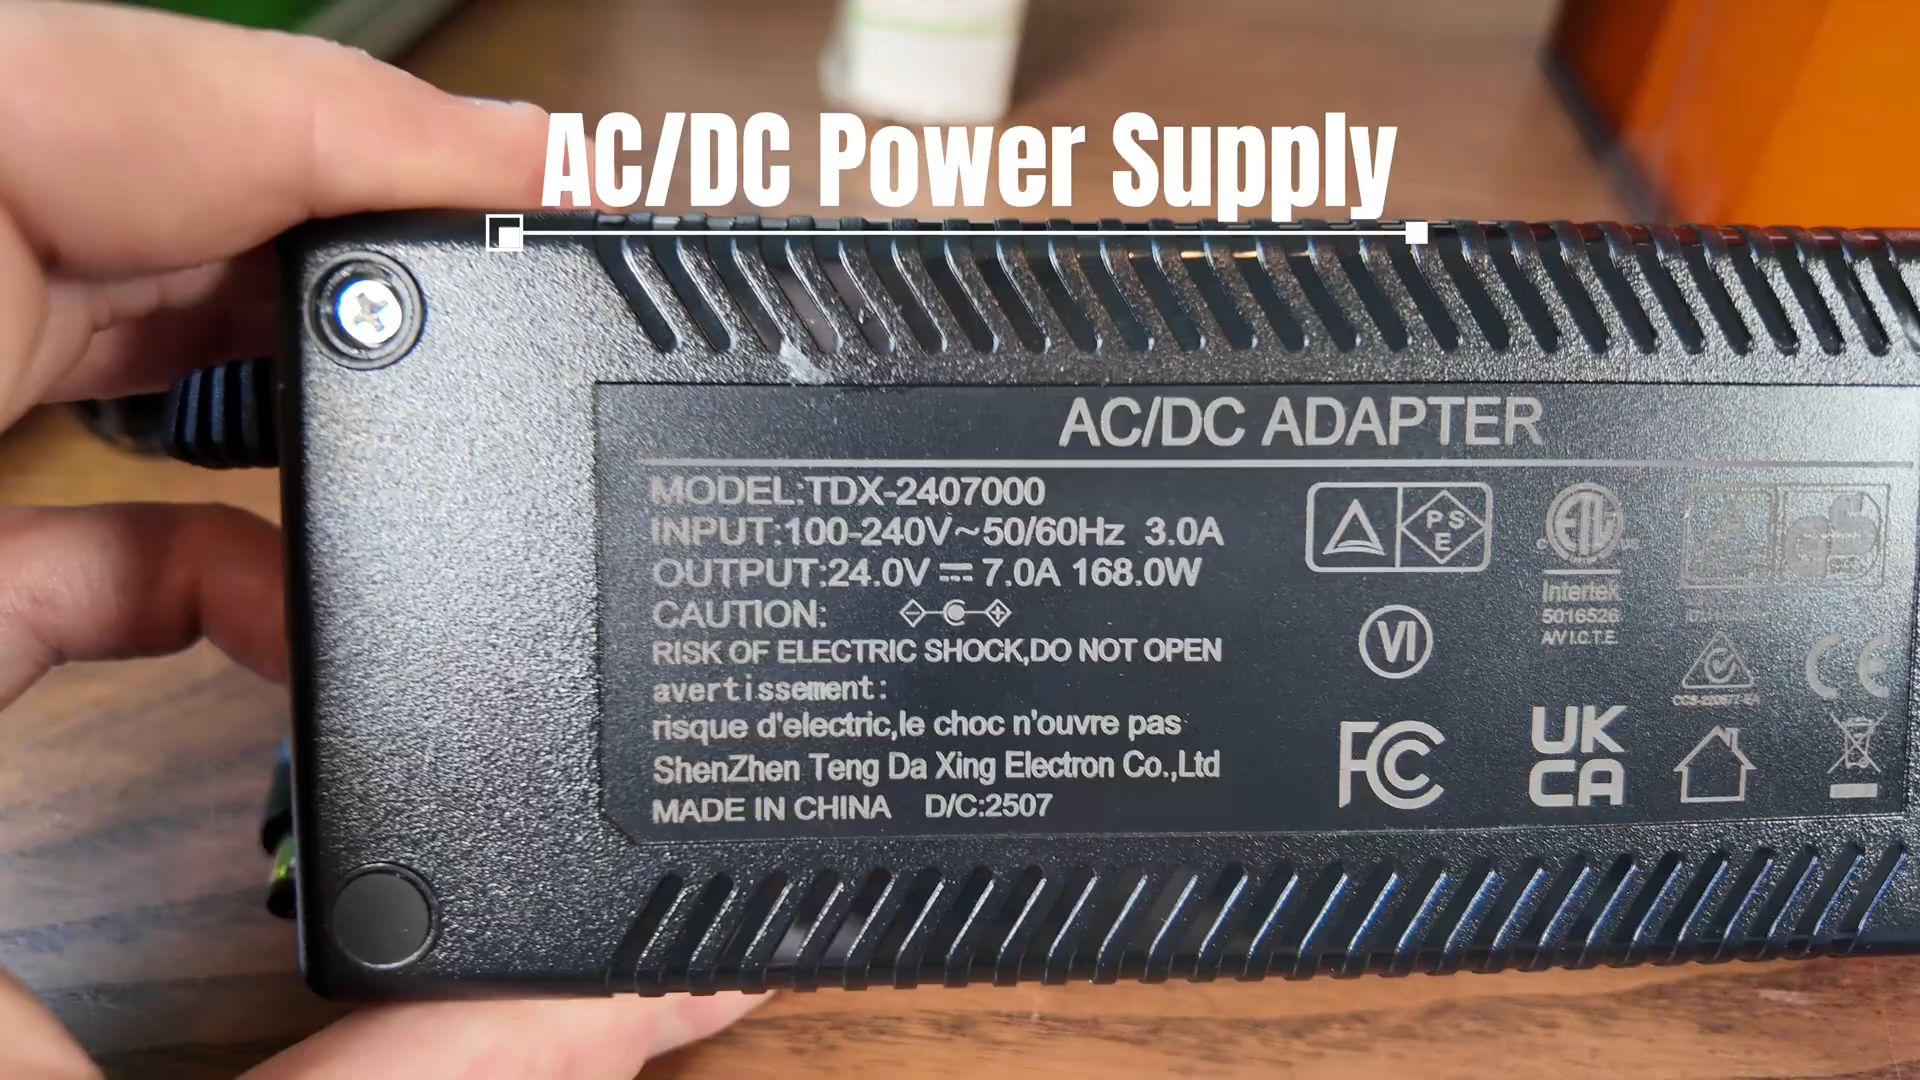 AC/DC Power Supply
AC/DC ADAPTER
MODEL:TDX-2407000
INPUT:100-240V~50/60Hz 3.0A
OUTPUT:24.0V ⎓ 7.0A 168.0W
CAUTION:
RISK OF ELECTRIC SHOCK,DO NOT OPEN
avertissement:
risque d'electric,le choc n'ouvre pas
ShenZhen Teng Da Xing Electron Co.,Ltd
MADE IN CHINA D/C:2507
PSE
ETL
Intertek
5016526
A/V I.C.T.E.
GS
VI
CE
FC
UK
CA